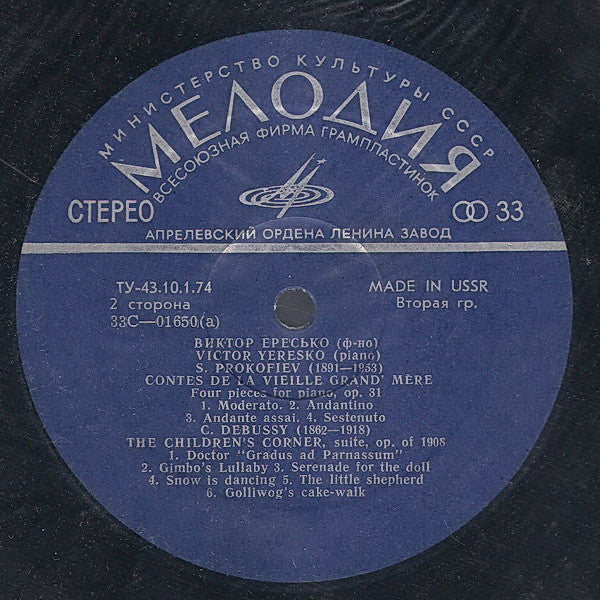 МИНИСТЕРСТВО КУЛЬТУРЫ СССР
МЕЛОДИЯ
ВСЕСОЮЗНАЯ ФИРМА ГРАМПЛАСТИНОК
СТЕРЕО
33
АПРЕЛЕВСКИЙ ОРДЕНА ЛЕНИНА ЗАВОД
ТУ-43.10.1.74 MADE IN USSR
2 сторона Вторая гр.
33С—01650(а)
ВИКТОР ЕРЕСЬКО (ф-но)
VICTOR YERESKO (piano)
S. PROKOFIEV (1891—1953)
CONTES DE LA VIEILLE GRAND' MÈRE
Four pieces for piano, op. 31
1. Moderato. 2. Andantino
3. Andante assai. 4. Sestenuto
C. DEBUSSY (1862—1918)
THE CHILDREN'S CORNER, suite, op. of 1908
1. Doctor "Gradus ad Parnassum"
2. Gimbo's Lullaby 3. Serenade for the doll
4. Snow is dancing 5. The little shepherd
6. Golliwog's cake-walk